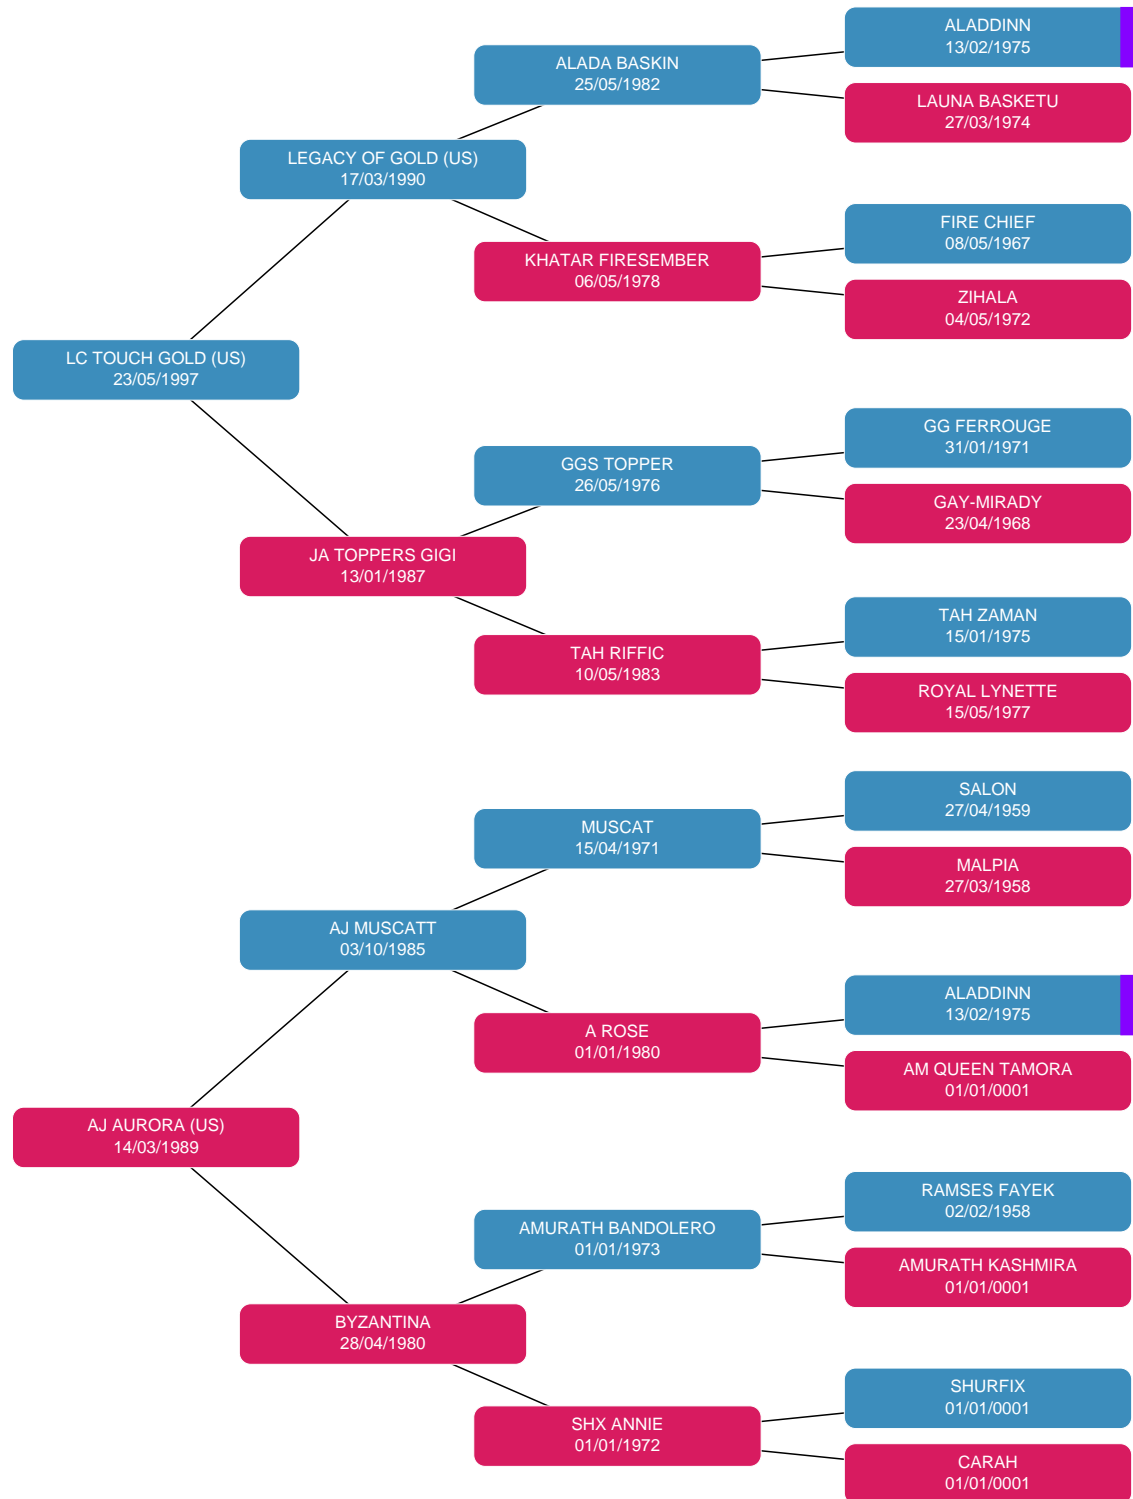 ALADDINN
13/02/1975
ALADA BASKIN
25/05/1982
LAUNA BASKETU
27/03/1974
LEGACY OF GOLD (US)
17/03/1990
FIRE CHIEF
08/05/1967
KHATAR FIRESEMBER
06/05/1978
ZIHALA
04/05/1972
LC TOUCH GOLD (US)
23/05/1997
GG FERROUGE
31/01/1971
GGS TOPPER
26/05/1976
GAY-MIRADY
23/04/1968
JA TOPPERS GIGI
13/01/1987
TAH ZAMAN
15/01/1975
TAH RIFFIC
10/05/1983
ROYAL LYNETTE
15/05/1977
SALON
27/04/1959
MUSCAT
15/04/1971
MALPIA
27/03/1958
AJ MUSCATT
03/10/1985
ALADDINN
13/02/1975
A ROSE
01/01/1980
AM QUEEN TAMORA
01/01/0001
AJ AURORA (US)
14/03/1989
RAMSES FAYEK
02/02/1958
AMURATH BANDOLERO
01/01/1973
AMURATH KASHMIRA
01/01/0001
BYZANTINA
28/04/1980
SHURFIX
01/01/0001
SHX ANNIE
01/01/1972
CARAH
01/01/0001